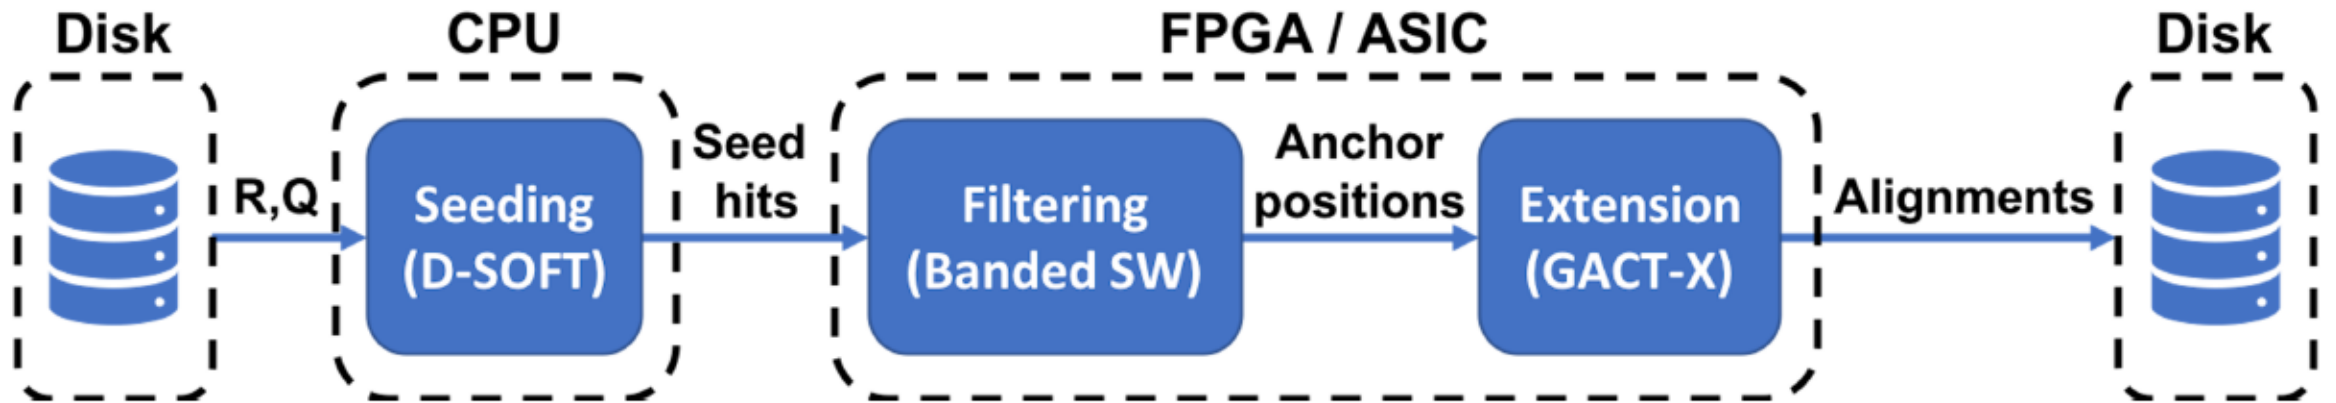 Disk
CPU
FPGA / ASIC
Disk
R,Q
Seeding
(D-SOFT)
Seed
hits
Filtering
(Banded SW)
Anchor
positions
Extension
(GACT-X)
Alignments